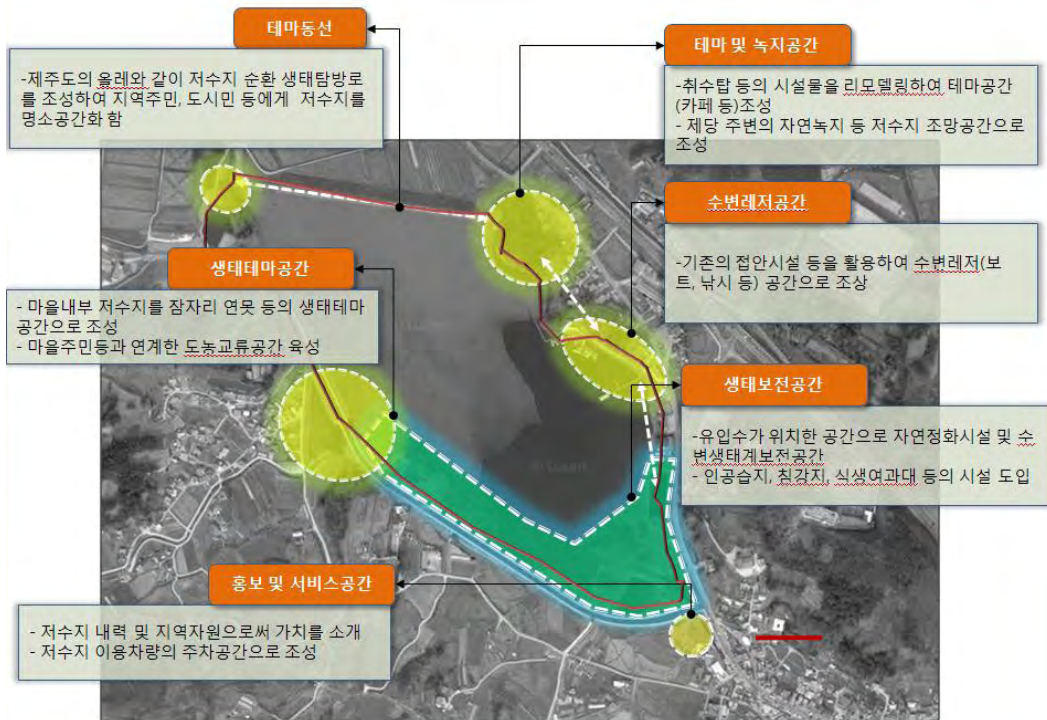 테마동선
-제주도의 올레와 같이 저수지 순환 생태탐방로
를 조성하여 지역주민, 도시민 등에게 저수지를
명소공간화 함
테마 및 녹지공간
-취수탑 등의 시설물을 리모델링하여 테마공간
(카페 등)조성
- 제당 주변의 자연녹지 등 저수지 조망공간으로
조성
수변레저공간
-기존의 접안시설 등을 활용하여 수변레저(보
트, 낚시 등) 공간으로 조상
생태테마공간
- 마을내부 저수지를 잠자리 연못 등의 생태테마
공간으로 조성
- 마을주민등과 연계한 도농교류공간 육성
생태보전공간
-유입수가 위치한 공간으로 자연정화시설 및 수
변생태계보전공간
- 인공습지, 침강지, 식생여과대 등의 시설 도입
홍보 및 서비스공간
- 저수지 내력 및 지역자원으로써 가치를 소개
- 저수지 이용차량의 주차공간으로 조성